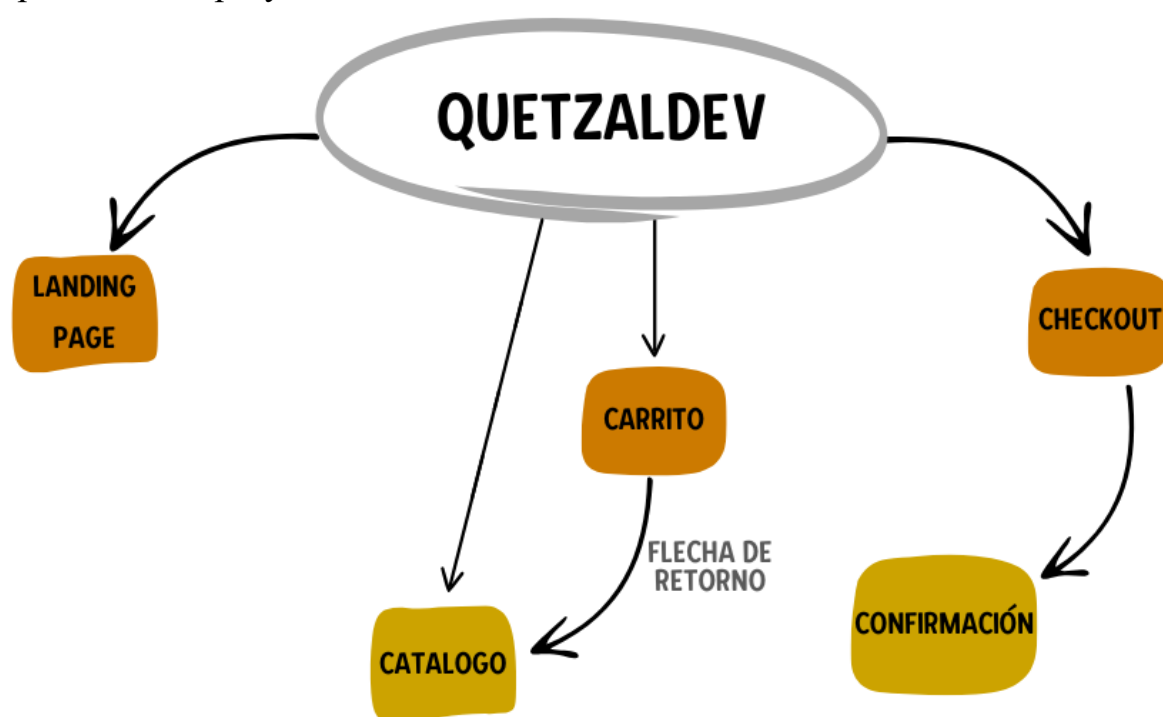 QUETZALDEV
LANDING
PAGE
CHECKOUT
CARRITO
FLECHA DE
RETORNO
CONFIRMACIÓN
CATALOGO